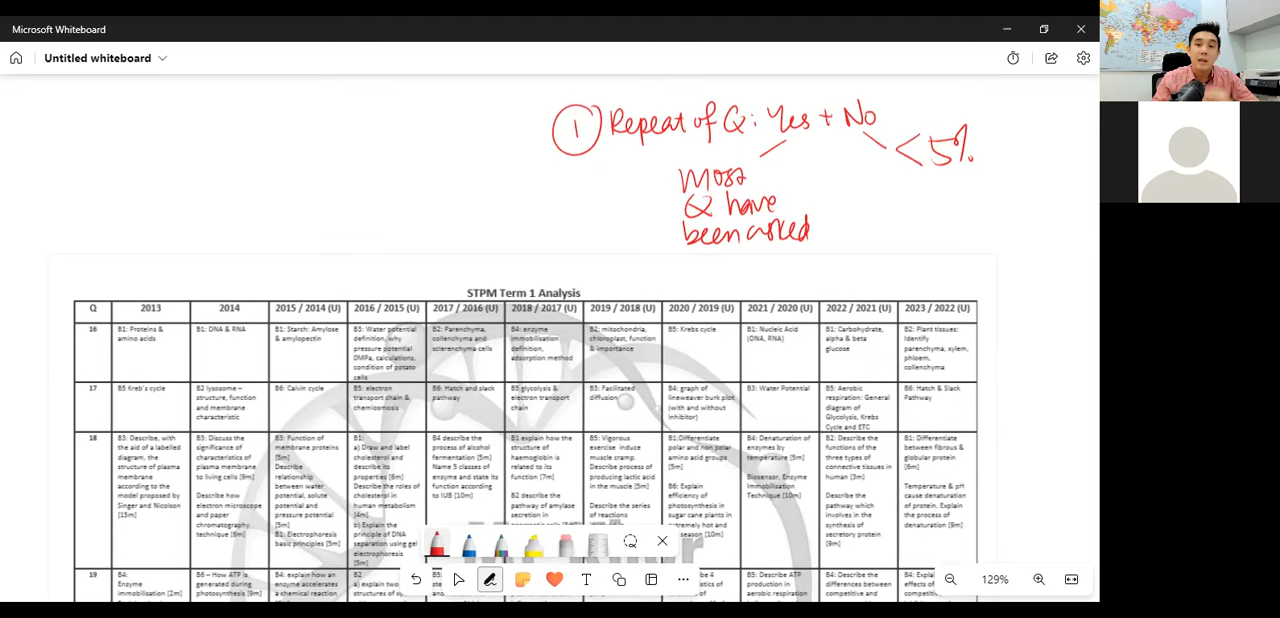 Microsoft Whiteboard
Untitled whiteboard
① Repeat of Q: Yes + No
< 5%
Most
Q have
been asked
STPM Term 1 Analysis
Q 2013 2014 2015 / 2014 (U) 2016 / 2015 (U) 2017 / 2016 (U) 2018 / 2017 (U) 2019 / 2018 (U) 2020 / 2019 (U) 2021 / 2020 (U) 2022 / 2021 (U) 2023 / 2022 (U)
16
B1: Proteins &
amino acids
B1: DNA & RNA
B1: Starch: Amylose
& amylopectin
B3: Water potential
definition, why
pressure potential
0MPa, calculations,
condition of potato
cells
B2: Parenchyma,
collenchyma and
sclerenchyma cells
B4: enzyme
immobilisation
definition,
adsorption method
B2: mitochondria,
chloroplast, function
& importance
B5: Krebs cycle
B1: Nucleic Acid
(DNA, RNA)
B1: Carbohydrate,
alpha & beta
glucose
B2: Plant tissues:
Identify
parenchyma, xylem,
phloem,
collenchyma
17
B5 Kreb's cycle
B2 lysosome –
structure, function
and membrane
characteristic
B6: Calvin cycle
B5: electron
transport chain &
chemiosmosis
B6: Hatch and slack
pathway
B5 glycolysis &
electron transport
chain
B3: Facilitated
diffusion
B4: graph of
lineweaver burk plot
(with and without
inhibitor)
B3: Water Potential
B5: Aerobic
respiration: General
diagram of
Glycolysis, Krebs
Cycle and ETC
B6: Hatch & Slack
Pathway
18
B3: Describe, with
the aid of a labelled
diagram, the
structure of plasma
membrane
according to the
model proposed by
Singer and Nicolson
[15m]
B3: Discuss the
significance of
characteristics of
plasma membrane
to living cells [9m]
Describe how
electron microscope
and paper
chromatography
technique [6m]
B3: Function of
membrane proteins
[5m]
Describe
relationship
between water
potential, solute
potential and
pressure potential
[5m]
B1: Electrophoresis
basic principles [5m]
B1:
a) Draw and label
cholesterol and
describe its
properties [6m]
Describe the roles of
cholesterol in
human metabolism
[4m]
b) Explain the
principle of DNA
separation using gel
electrophoresis
[5m]
B4 describe the
process of alcohol
fermentation [5m]
Name 5 classes of
enzyme and state its
function according
to IUB [10m]
B1 explain how the
structure of
haemoglobin is
related to its
function [7m]
B2 describe the
pathway of amylase
secretion in
B5: Vigorous
exercise induce
muscle cramp.
Describe process of
producing lactic acid
in the muscle [5m]
Describe the series
of reactions
B1:Differentiate
polar and non polar
amino acid groups
[5m]
B6: Explain
efficiency of
photosynthesis in
sugar cane plants in
extremely hot and
season [10m]
B4: Denaturation of
enzymes by
temperature [5m]
Biosensor, Enzyme
Immobilisation
Technique [10m]
B2: Describe the
functions of the
three types of
connective tissues in
human [3m]
Describe the
pathway which
involves in the
synthesis of
secretory protein
[9m]
B1: Differentiate
between fibrous &
globular protein
[6m]
Temperature & pH
cause denaturation
of protein. Explain
the process of
denaturation [9m]
19
B4:
Enzyme
immobilisation [2m]
B6 – How ATP is
generated during
photosynthesis [9m]
B4: explain how an
enzyme accelerates
a chemical reaction
B2
a) explain two
B5: Describe ATP
production in
aerobic respiration
B4: Describe the
differences between
competitive and
effects of
129%